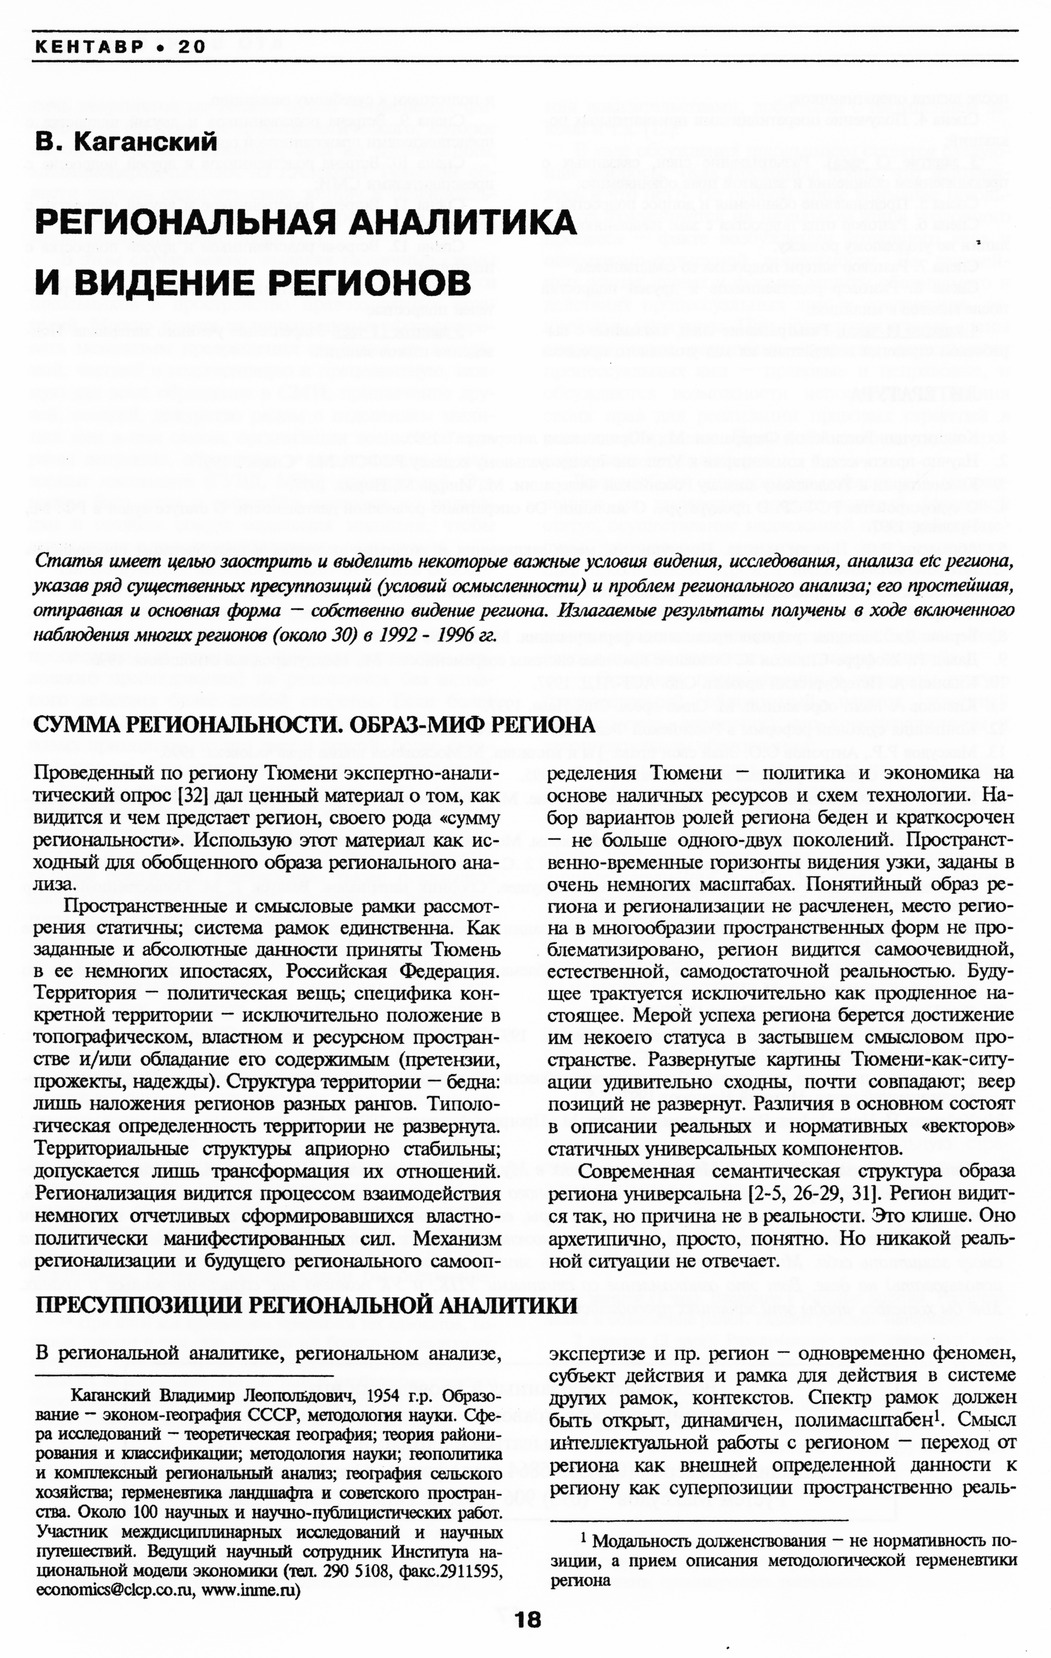 КЕНТАВР • 20
В. Каганский
РЕГИОНАЛЬНАЯ АНАЛИТИКА
И ВИДЕНИЕ РЕГИОНОВ
Статья имеет целью заострить и выделить некоторые важные условия видения, исследования, анализа etc региона,
указав ряд существенных пресуппозиций (условий осмысленности) и проблем регионального анализа; его простейшая,
отправная и основная форма — собственно видение региона. Излагаемые результаты получены в ходе включенного
наблюдения многих регионов (около 30) в 1992 - 1996 гг.
СУММА РЕГИОНАЛЬНОСТИ. ОБРАЗ-МИФ РЕГИОНА
Проведенный по региону Тюмени экспертно-анали-
тический опрос [32] дал ценный материал о том, как
видится и чем предстает регион, своего рода «сумму
региональности». Использую этот материал как ис-
ходный для обобщенного образа регионального ана-
лиза.
Пространственные и смысловые рамки рассмот-
рения статичны; система рамок единственна. Как
заданные и абсолютные данности приняты Тюмень
в ее немногих ипостасях, Российская Федерация.
Территория — политическая вещь; специфика кон-
кретной территории — исключительно положение в
топографическом, властном и ресурсном простран-
стве и/или обладание его содержимым (претензии,
прожекты, надежды). Структура территории — бедна:
лишь наложения регионов разных рангов. Типоло-
гическая определенность территории не развернута.
Территориальные структуры априорно стабильны;
допускается лишь трансформация их отношений.
Регионализация видится процессом взаимодействия
немногих отчетливых сформировавшихся властно-
политически манифестированных сил. Механизм
регионализации и будущего регионального самооп-
ределения Тюмени — политика и экономика на
основе наличных ресурсов и схем технологии. На-
бор вариантов ролей региона беден и краткосрочен
— не больше одного-двух поколений. Пространст-
венно-временные горизонты видения узки, заданы в
очень немногих масштабах. Понятийный образ ре-
гиона и регионализации не расчленен, место регио-
на в многообразии пространственных форм не про-
блематизировано, регион видится самоочевидной,
естественной, самодостаточной реальностью. Буду-
щее трактуется исключительно как продленное на-
стоящее. Мерой успеха региона берется достижение
им некоего статуса в застывшем смысловом про-
странстве. Развернутые картины Тюмени-как-ситу-
ации удивительно сходны, почти совпадают; веер
позиций не развернут. Различия в основном состоят
в описании реальных и нормативных «векторов»
статичных универсальных компонентов.
Современная семантическая структура образа
региона универсальна [2-5, 26-29, 31]. Регион видит-
ся так, но причина не в реальности. Это клише. Оно
архетипично, просто, понятно. Но никакой реаль-
ной ситуации не отвечает.
ПРЕСУППОЗИЦИИ РЕГИОНАЛЬНОЙ АНАЛИТИКИ
В региональной аналитике, региональном анализе,
экспертизе и пр. регион — одновременно феномен,
субъект действия и рамка для действия в системе
других рамок, контекстов. Спектр рамок должен
быть открыт, динамичен, полимасштабен¹. Смысл
интеллектуальной работы с регионом — переход от
региона как внешней определенной данности к
региону как суперпозиции пространственно реаль-
Каганский Владимир Леопольдович, 1954 г.р. Образо-
вание — эконом-география СССР, методология науки. Сфе-
ра исследований — теоретическая география; теория райони-
рования и классификации; методология науки; геополитика
и комплексный региональный анализ; география сельского
хозяйства; герменевтика ландшафта и советского простран-
ства. Около 100 научных и научно-публицистических работ.
Участник междисциплинарных исследований и научных
путешествий. Ведущий научный сотрудник Института на-
циональной модели экономики (тел. 290 5108, факс.2911595,
economics@clcp.co.ru, www.inme.ru)
¹ Модальность долженствования — не нормативность по-
зиции, а прием описания методологической герменевтики
региона
18